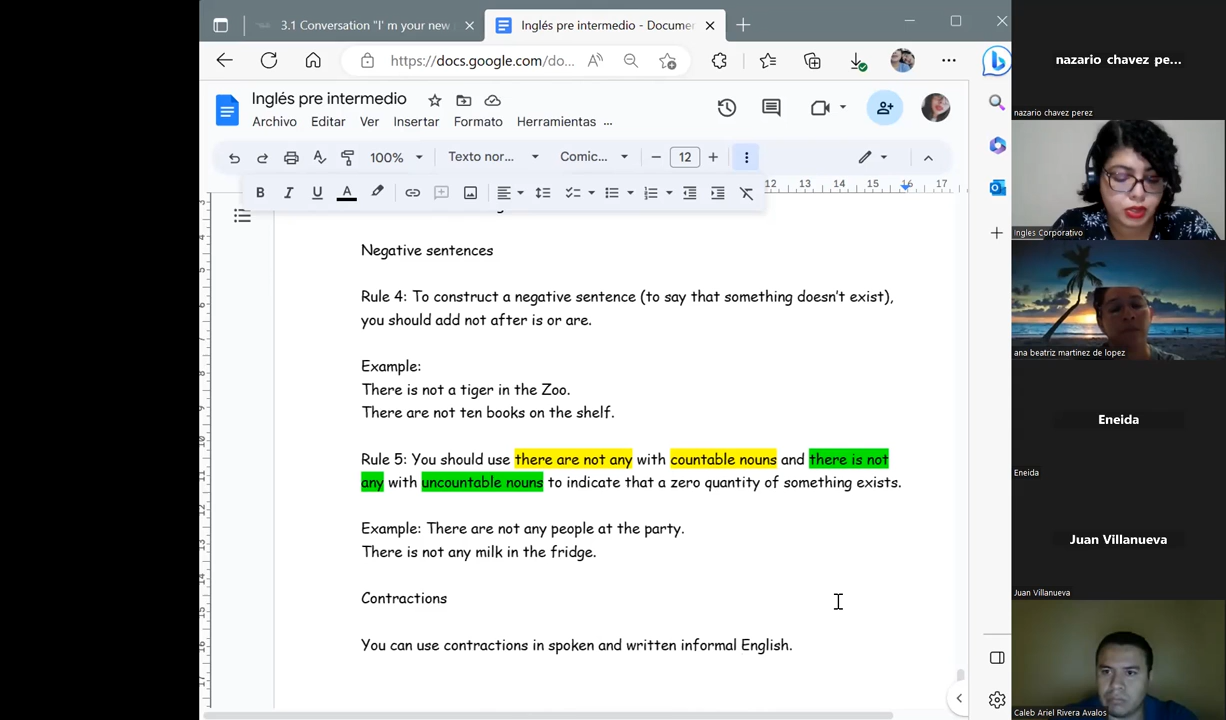 3.1 Conversation "I' m your new
Inglés pre intermedio - Docume
https://docs.google.com/do...
Inglés pre intermedio
Archivo Editar Ver Insertar Formato Herramientas ...
100% Texto nor... Comic... 12
12 13 14 15 16 17
Negative sentences
Rule 4: To construct a negative sentence (to say that something doesn't exist),
you should add not after is or are.
Example:
There is not a tiger in the Zoo.
There are not ten books on the shelf.
Rule 5: You should use there are not any with countable nouns and there is not
any with uncountable nouns to indicate that a zero quantity of something exists.
Example: There are not any people at the party.
There is not any milk in the fridge.
Contractions
You can use contractions in spoken and written informal English.
nazario chavez pe...
nazario chavez perez
Ingles Corporativo
ana beatriz martinez de lopez
Eneida
Eneida
Juan Villanueva
Juan Villanueva
Caleb Ariel Rivera Avalos